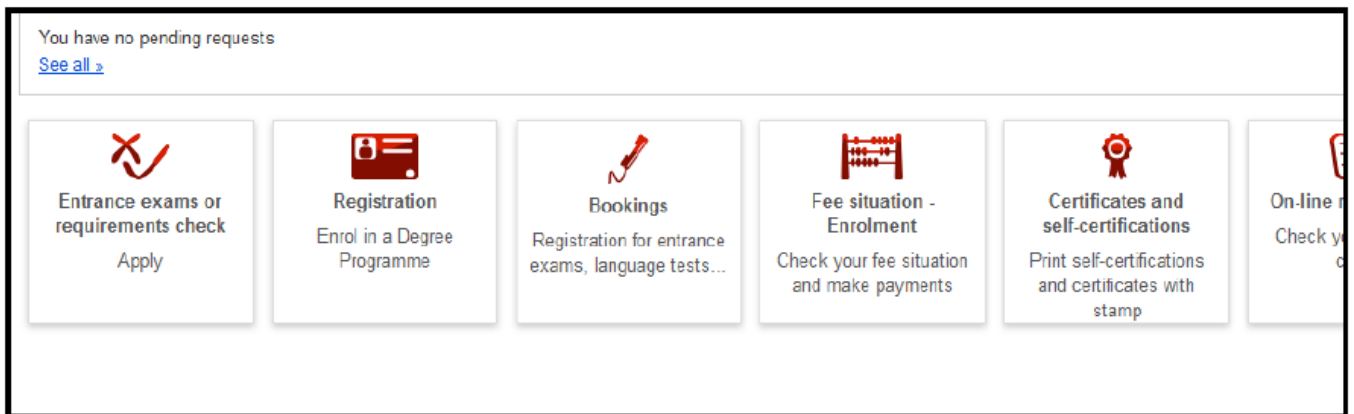 You have no pending requests
See all »
Entrance exams or
requirements check
Apply
Registration
Enrol in a Degree
Programme
Bookings
Registration for entrance
exams, language tests...
Fee situation -
Enrolment
Check your fee situation
and make payments
Certificates and
self-certifications
Print self-certifications
and certificates with
stamp
On-line
Check